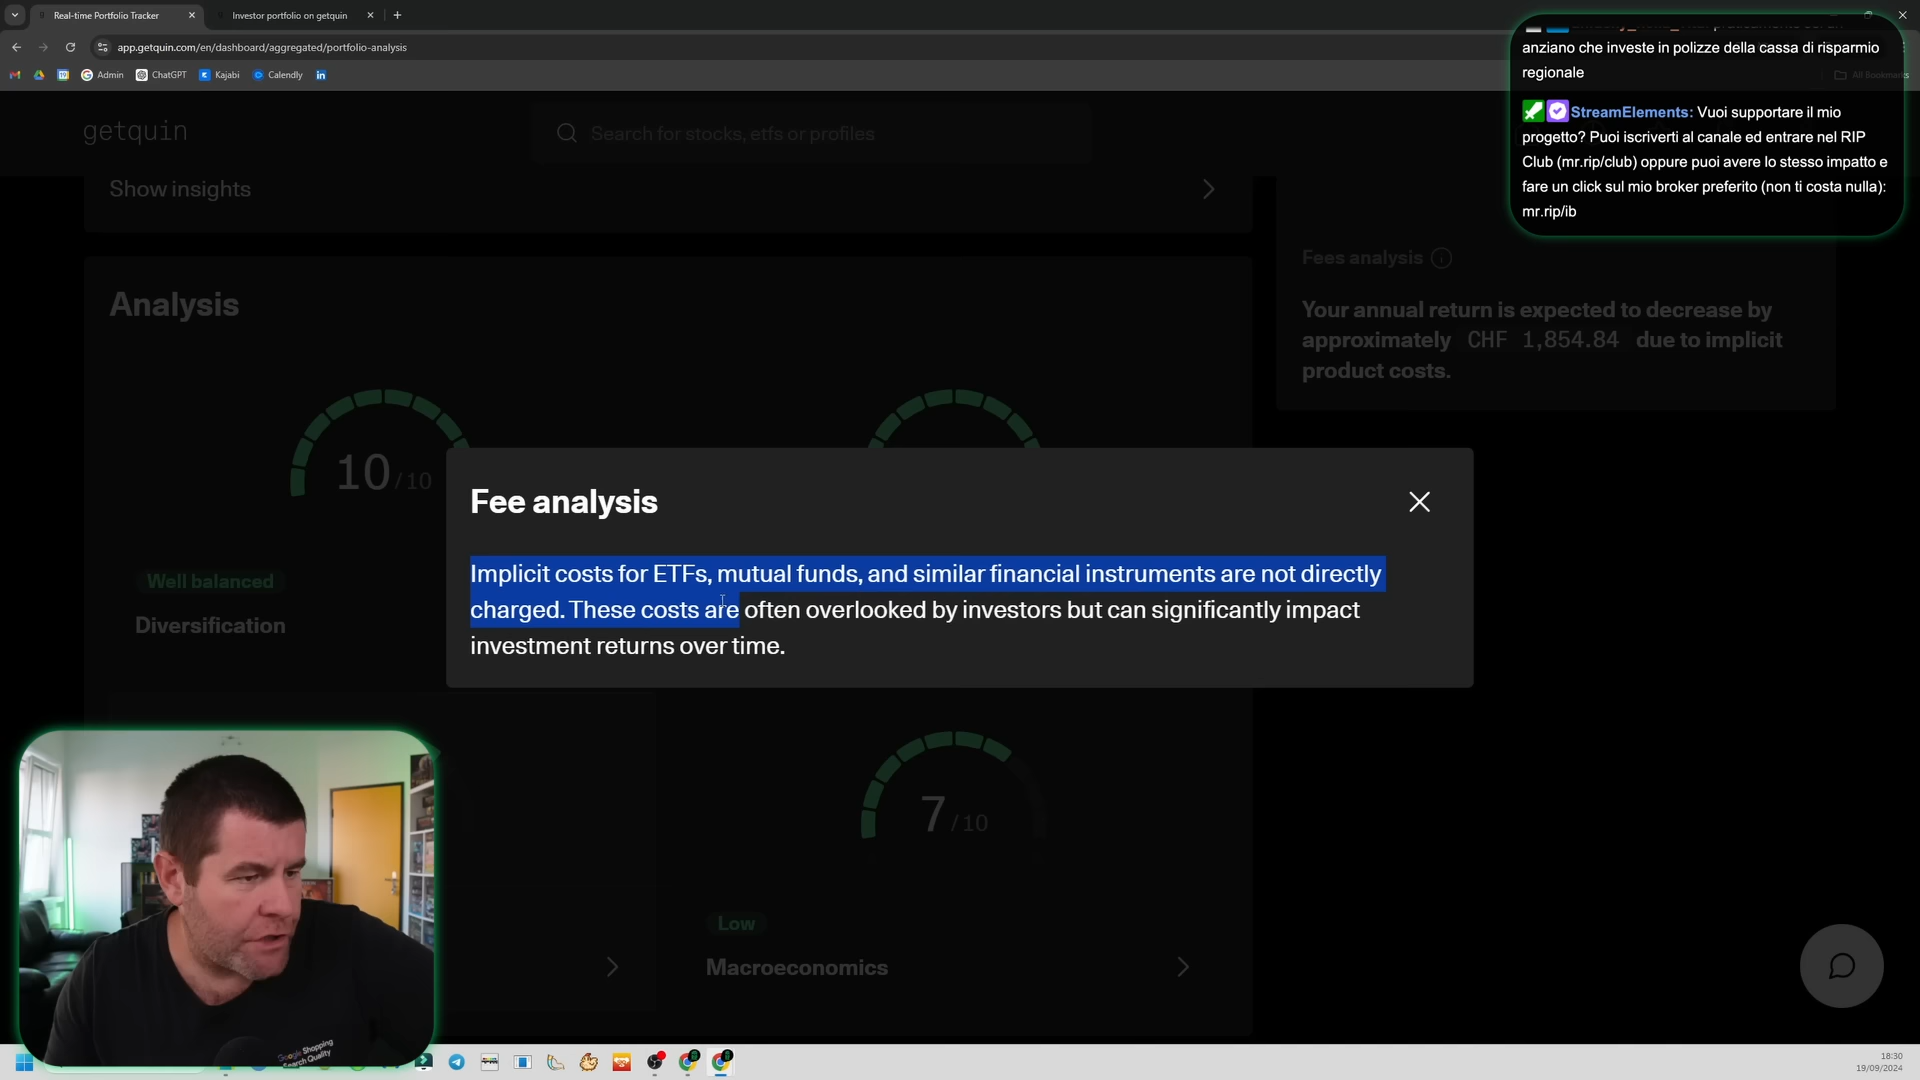 Real-time Portfolio Tracker
Investor portfolio on getquin
app.getquin.com/en/dashboard/aggregated/portfolio-analysis
Admin
ChatGPT
Kajabi
Calendly
All Bookmarks
anziano che investe in polizze della cassa di risparmio
regionale
StreamElements: Vuoi supportare il mio
progetto? Puoi iscriverti al canale ed entrare nel RIP
Club (mr.rip/club) oppure puoi avere lo stesso impatto e
fare un click sul mio broker preferito (non ti costa nulla):
mr.rip/ib
getquin
Search for stocks, etfs or profiles
Show insights
Analysis
10/10
Well balanced
Diversification
Fees analysis
Your annual return is expected to decrease by
approximately CHF 1,854.84 due to implicit
product costs.
Fee analysis
Implicit costs for ETFs, mutual funds, and similar financial instruments are not directly
charged. These costs are often overlooked by investors but can significantly impact
investment returns over time.
7/10
Low
Macroeconomics
Google Shopping
Search Quality
18:30
19/09/2024